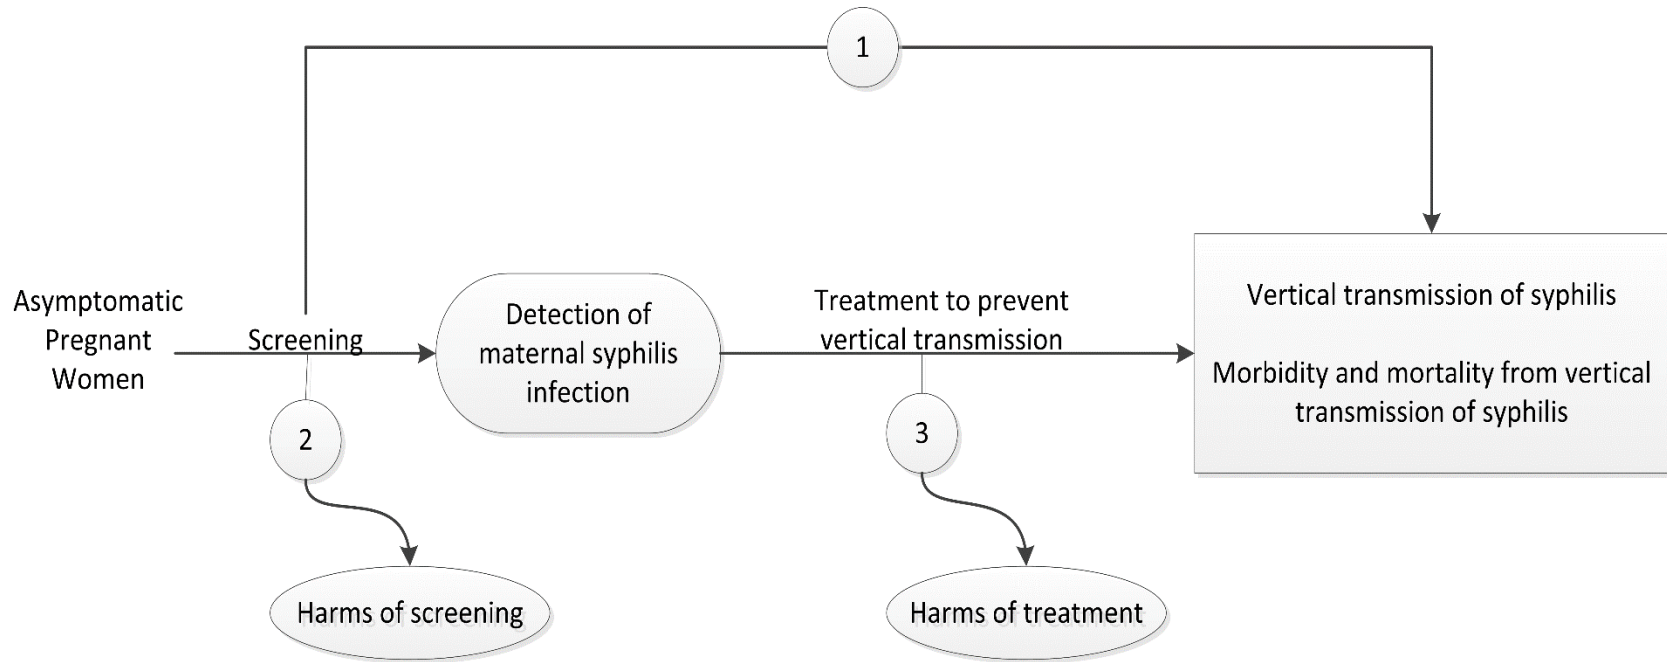 1
Asymptomatic
Pregnant
Women
Screening
Detection of
maternal syphilis
infection
Treatment to prevent
vertical transmission
Vertical transmission of syphilis
Morbidity and mortality from vertical
transmission of syphilis
2
3
Harms of screening
Harms of treatment